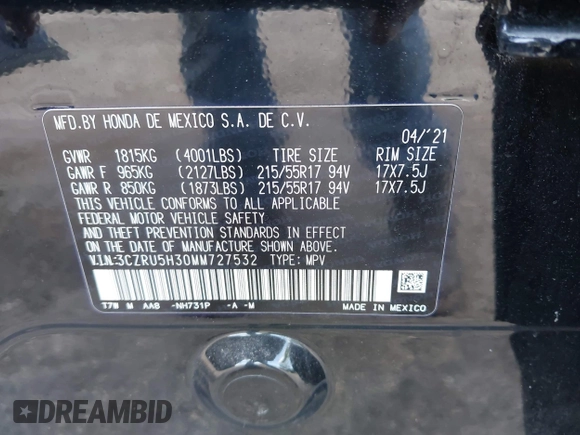 MFD.BY HONDA DE MEXICO S.A. DE C.V.
04/'21
GVWR 1815KG (4001LBS) TIRE SIZE RIM SIZE
GAWR F 965KG (2127LBS) 215/55R17 94V 17X7.5J
GAWR R 850KG (1873LBS) 215/55R17 94V 17X7.5J
THIS VEHICLE CONFORMS TO ALL APPLICABLE
FEDERAL MOTOR VEHICLE SAFETY
AND THEFT PREVENTION STANDARDS IN EFFECT
ON THE DATE OF MANUFACTURE SHOWN ABOVE.
V.I.N.:3CZRU5H30MM727532 TYPE: MPV
T7W M AAB -NH731P -A -M
MADE IN MEXICO
DREAMBID